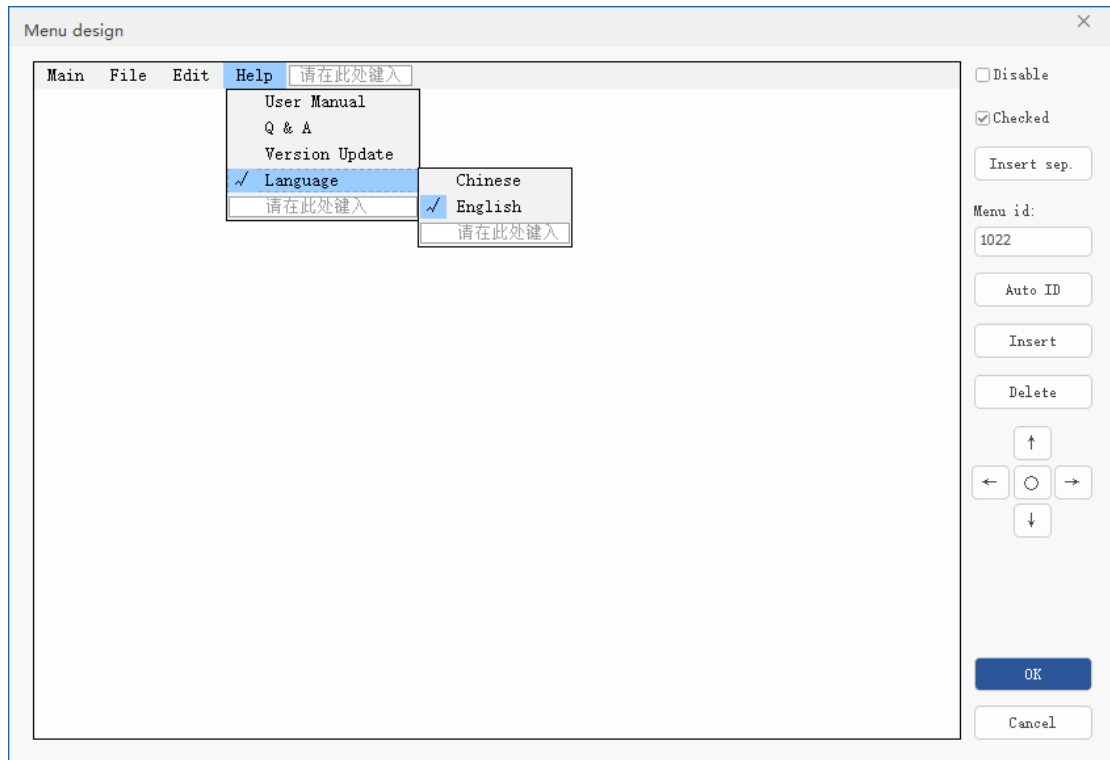 Menu design
Main File Edit Help 请在此处键入
User Manual
Q & A
Version Update
Language
请在此处键入
Chinese
English
请在此处键入
Disable
Checked
Insert sep.
Menu id:
1022
Auto ID
Insert
Delete
↑
← ○ →
↓
OK
Cancel